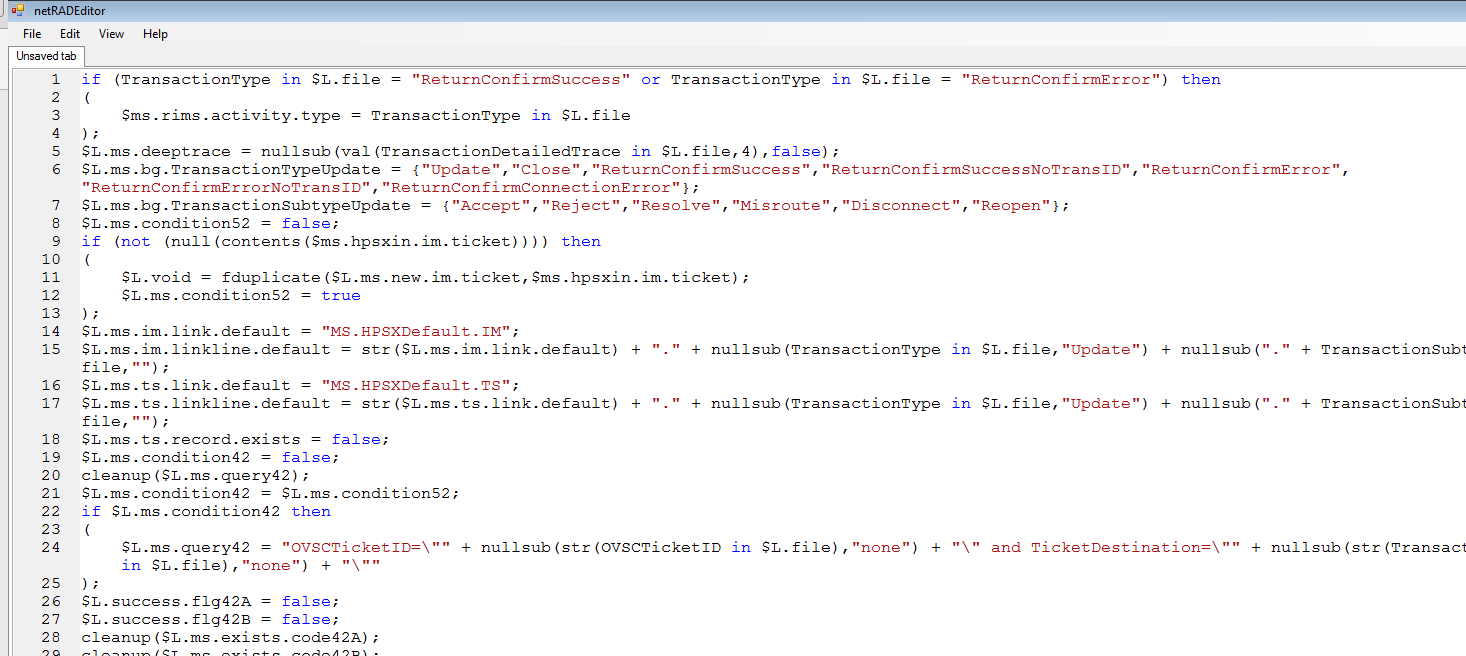 netRADEditor
File Edit View Help
Unsaved tab
1 if (TransactionType in $L.file = "ReturnConfirmSuccess" or TransactionType in $L.file = "ReturnConfirmError") then
2 (
3 $ms.rims.activity.type = TransactionType in $L.file
4 );
5 $L.ms.deeptrace = nullsub(val(TransactionDetailedTrace in $L.file,4),false);
6 $L.ms.bg.TransactionTypeUpdate = {"Update","Close","ReturnConfirmSuccess","ReturnConfirmSuccessNoTransID","ReturnConfirmError",
"ReturnConfirmErrorNoTransID","ReturnConfirmConnectionError"};
7 $L.ms.bg.TransactionSubtypeUpdate = {"Accept","Reject","Resolve","Misroute","Disconnect","Reopen"};
8 $L.ms.condition52 = false;
9 if (not (null(contents($ms.hpsxin.im.ticket)))) then
10 (
11 $L.void = fduplicate($L.ms.new.im.ticket,$ms.hpsxin.im.ticket);
12 $L.ms.condition52 = true
13 );
14 $L.ms.im.link.default = "MS.HPSXDefault.IM";
15 $L.ms.im.linkline.default = str($L.ms.im.link.default) + "." + nullsub(TransactionType in $L.file,"Update") + nullsub("." + TransactionSubt
file,"");
16 $L.ms.ts.link.default = "MS.HPSXDefault.TS";
17 $L.ms.ts.linkline.default = str($L.ms.ts.link.default) + "." + nullsub(TransactionType in $L.file,"Update") + nullsub("." + TransactionSubt
file,"");
18 $L.ms.ts.record.exists = false;
19 $L.ms.condition42 = false;
20 cleanup($L.ms.query42);
21 $L.ms.condition42 = $L.ms.condition52;
22 if $L.ms.condition42 then
23 (
24 $L.ms.query42 = "OVSCTicketID=\"" + nullsub(str(OVSCTicketID in $L.file),"none") + "\" and TicketDestination=\"" + nullsub(str(Transact
in $L.file),"none") + "\""
25 );
26 $L.success.flg42A = false;
27 $L.success.flg42B = false;
28 cleanup($L.ms.exists.code42A);
29 cleanup($L.ms.exists.code42B);